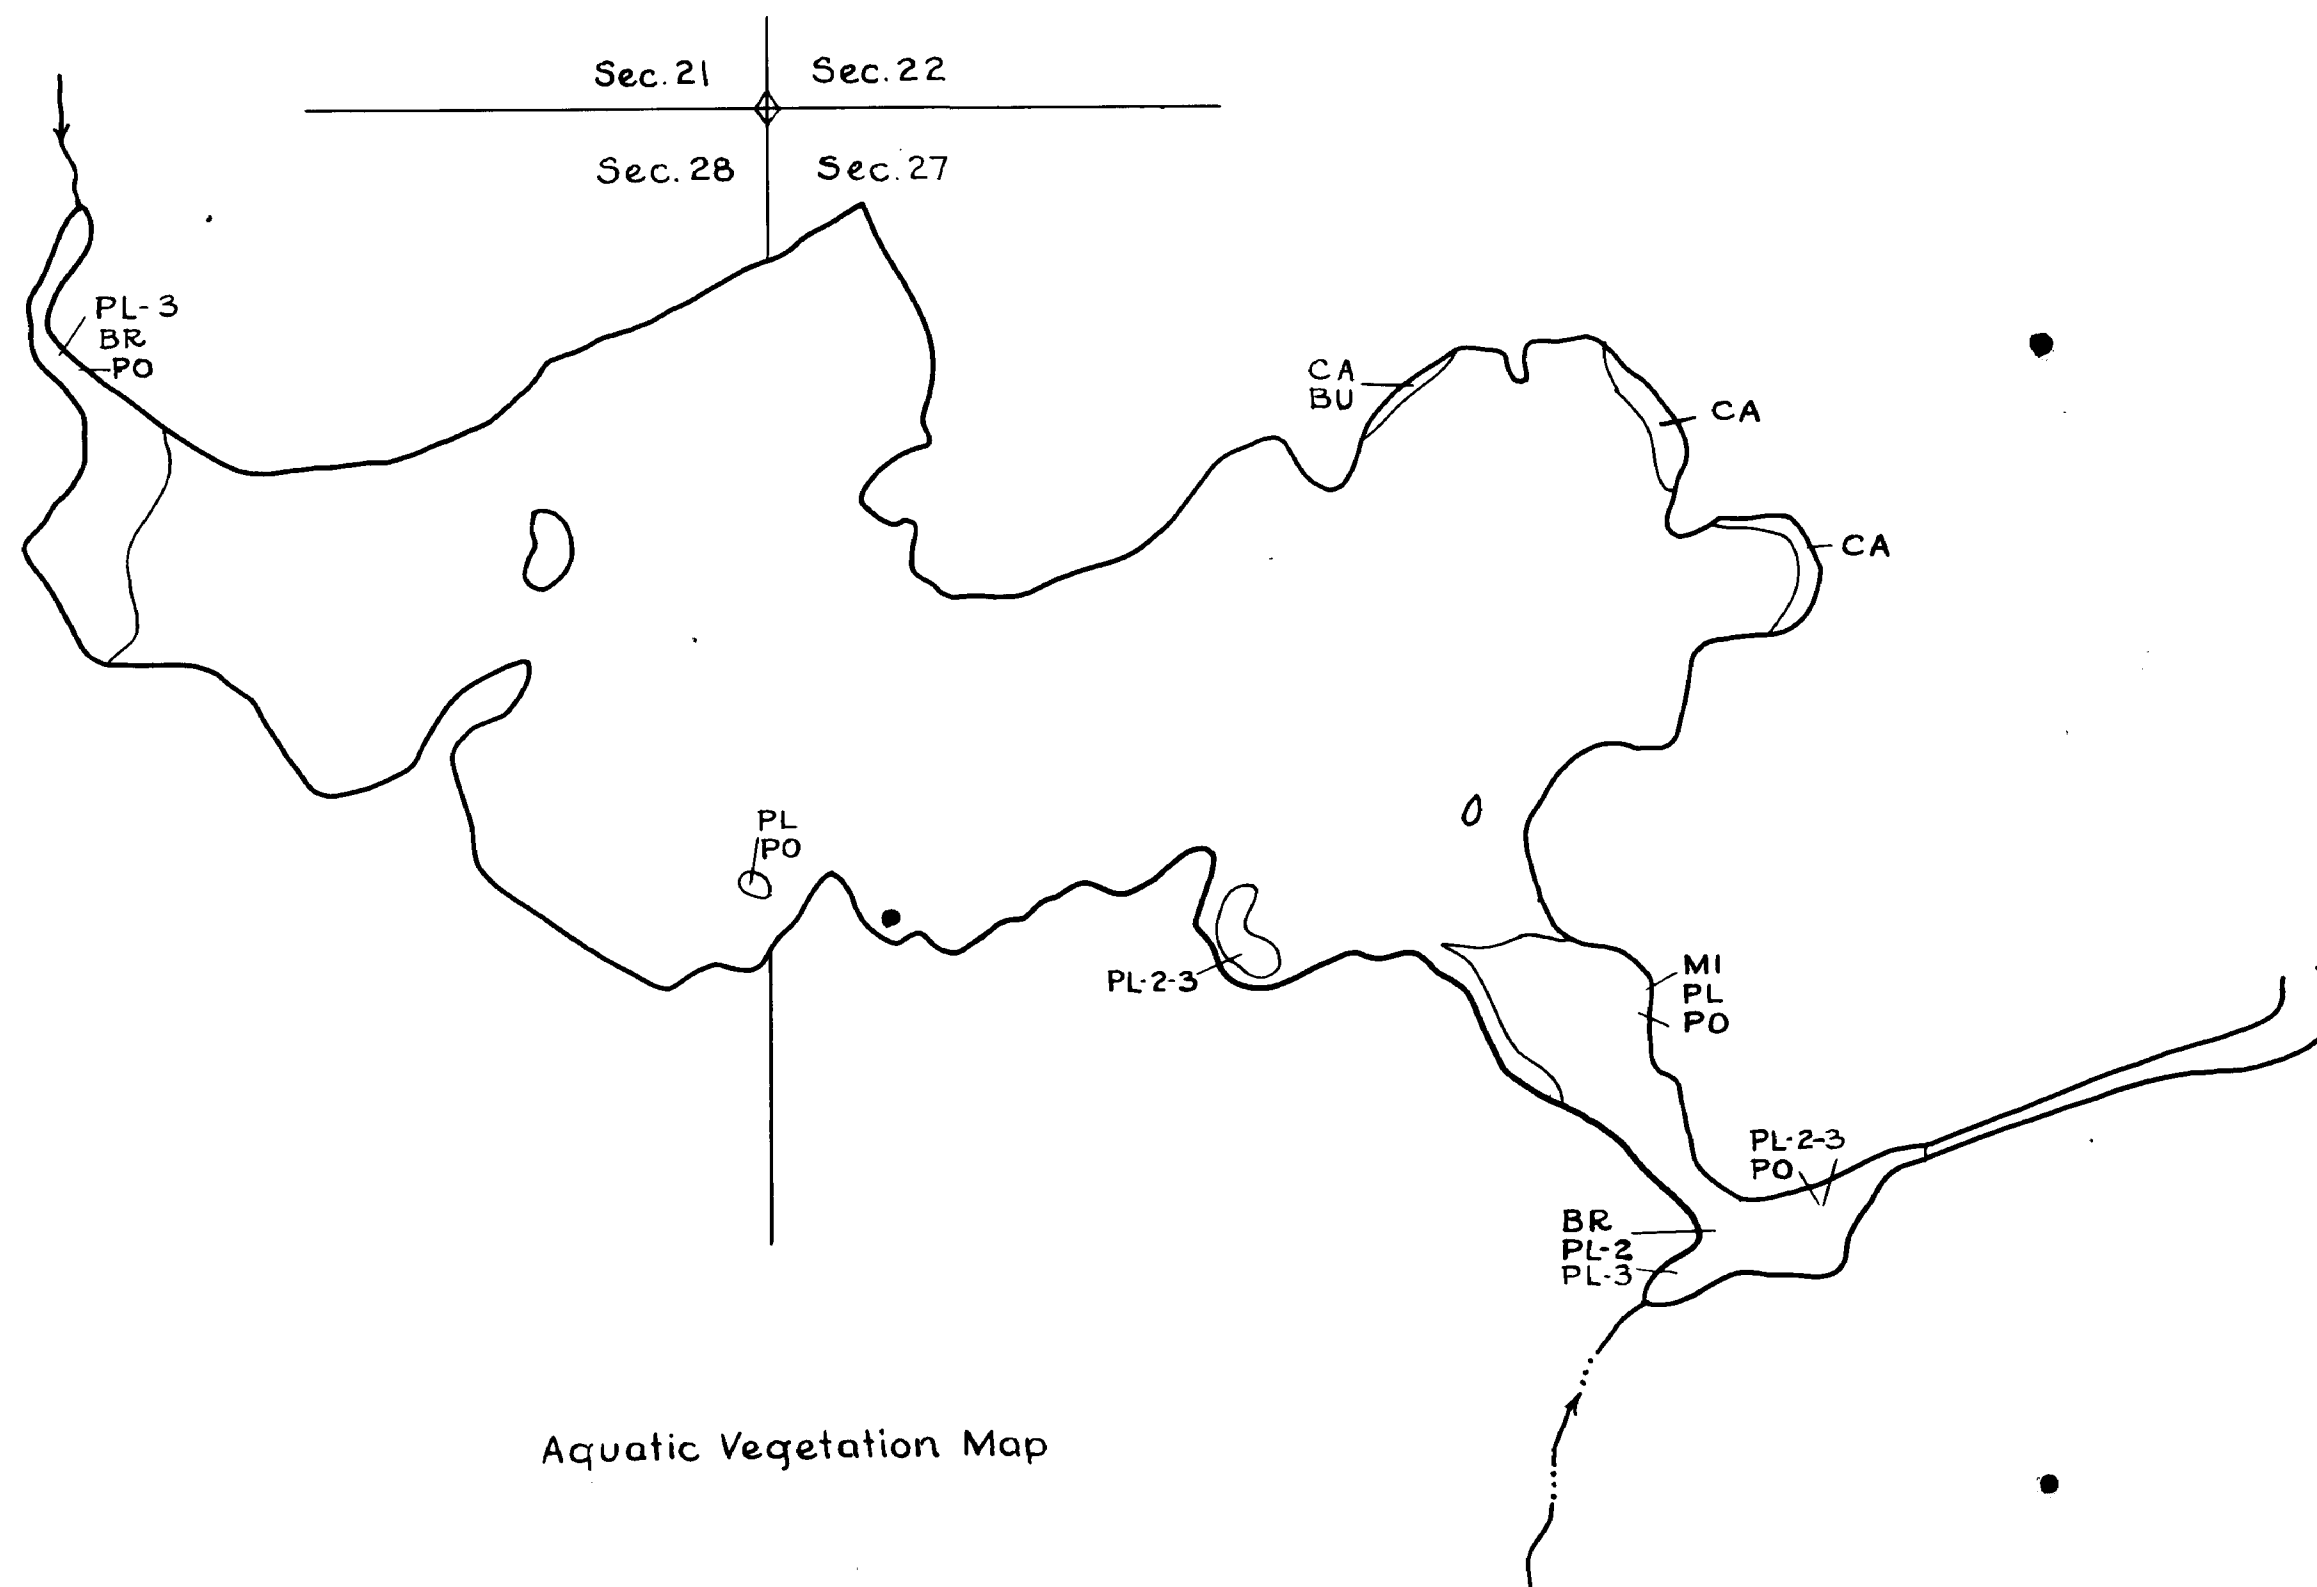 Sec. 21
Sec. 22
Sec. 28
Sec. 27
PL-3
BR
PO
CA
BU
CA
CA
PL
PO
PL-2-3
MI
PL
PO
PL-2-3
PO
BR
PL-2
PL-3
Aquatic Vegetation Map